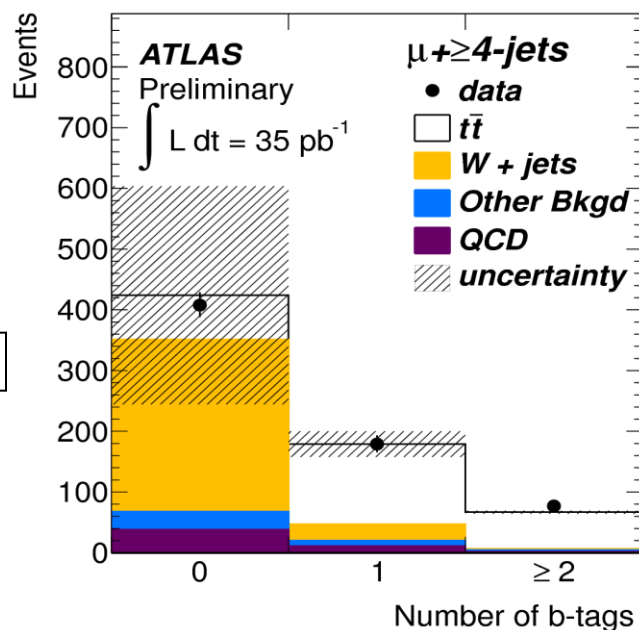 Events
800
700
600
500
400
300
200
100
0
ATLAS
Preliminary
∫ L dt = 35 pb⁻¹
μ+≥4-jets
data
tt̄
W + jets
Other Bkgd
QCD
uncertainty
0 1 ≥ 2
Number of b-tags